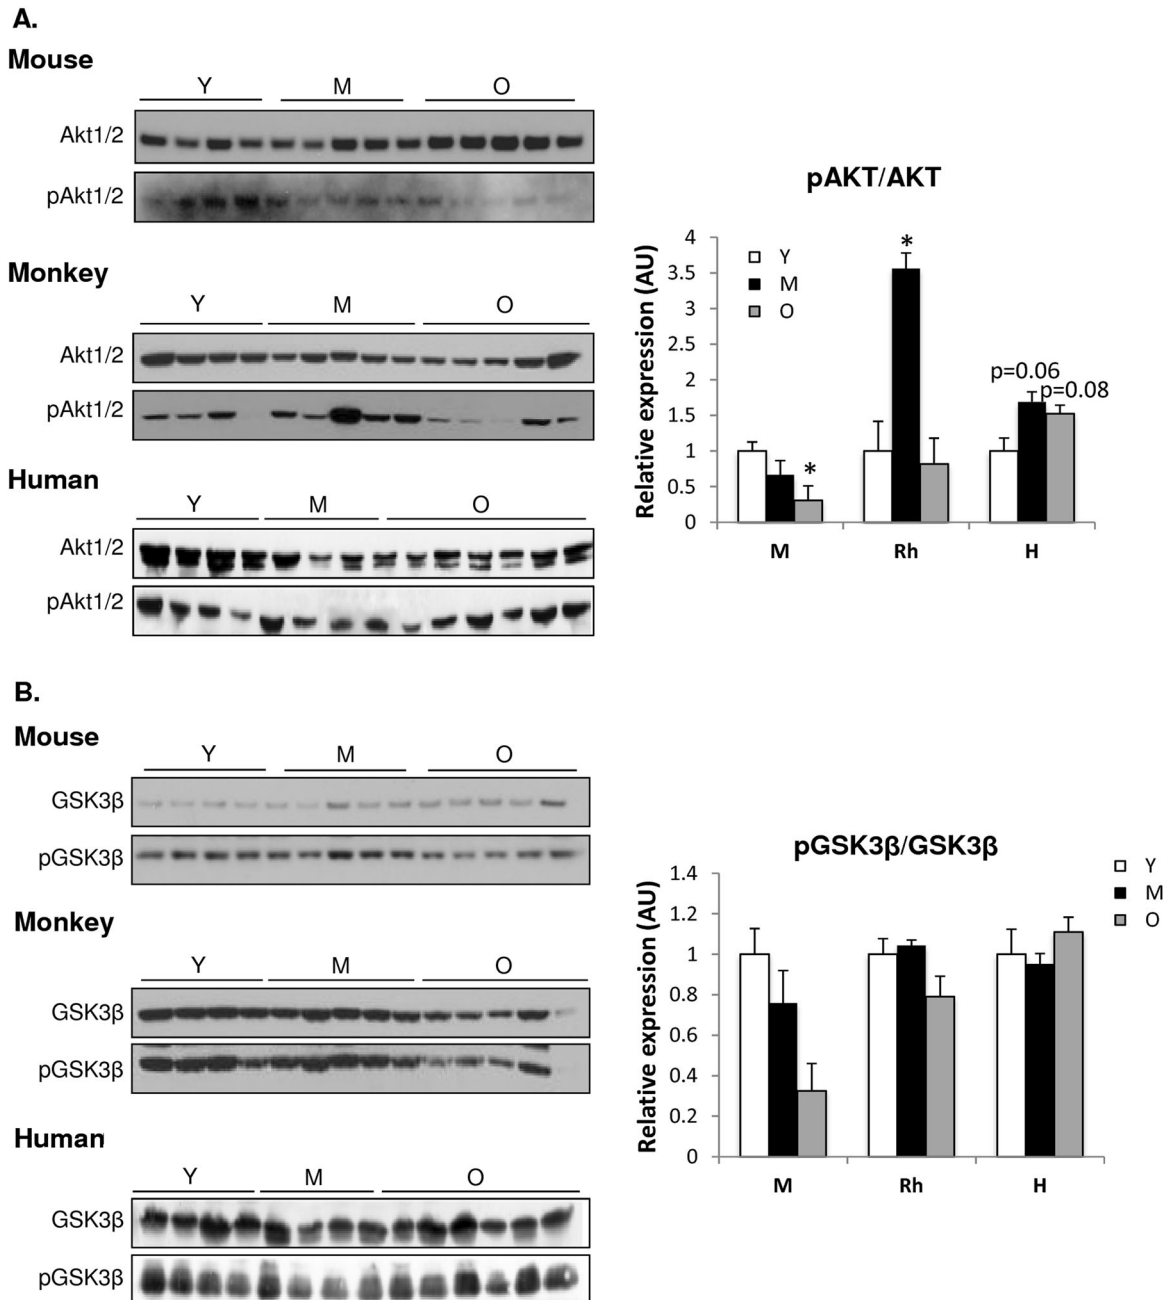 A.
Mouse
Y M O
Akt1/2
pAkt1/2
Monkey
Y M O
Akt1/2
pAkt1/2
Human
Y M O
Akt1/2
pAkt1/2
pAKT/AKT
Relative expression (AU)
4
3.5
3
2.5
2
1.5
1
0.5
0
Y
M
O
*
*
p=0.06
p=0.08
M Rh H
B.
Mouse
Y M O
GSK3β
pGSK3β
Monkey
Y M O
GSK3β
pGSK3β
Human
Y M O
GSK3β
pGSK3β
pGSK3β/GSK3β
Relative expression (AU)
1.4
1.2
1
0.8
0.6
0.4
0.2
0
Y
M
O
M Rh H